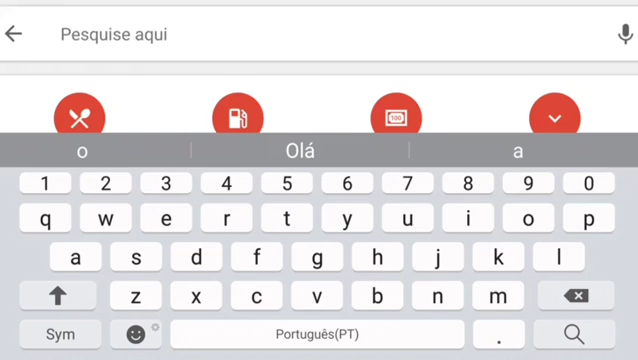 Pesquise aqui
100
o Olá a
1 2 3 4 5 6 7 8 9 0
q w e r t y u i o p
a s d f g h j k l
z x c v b n m
Sym Português(PT) .